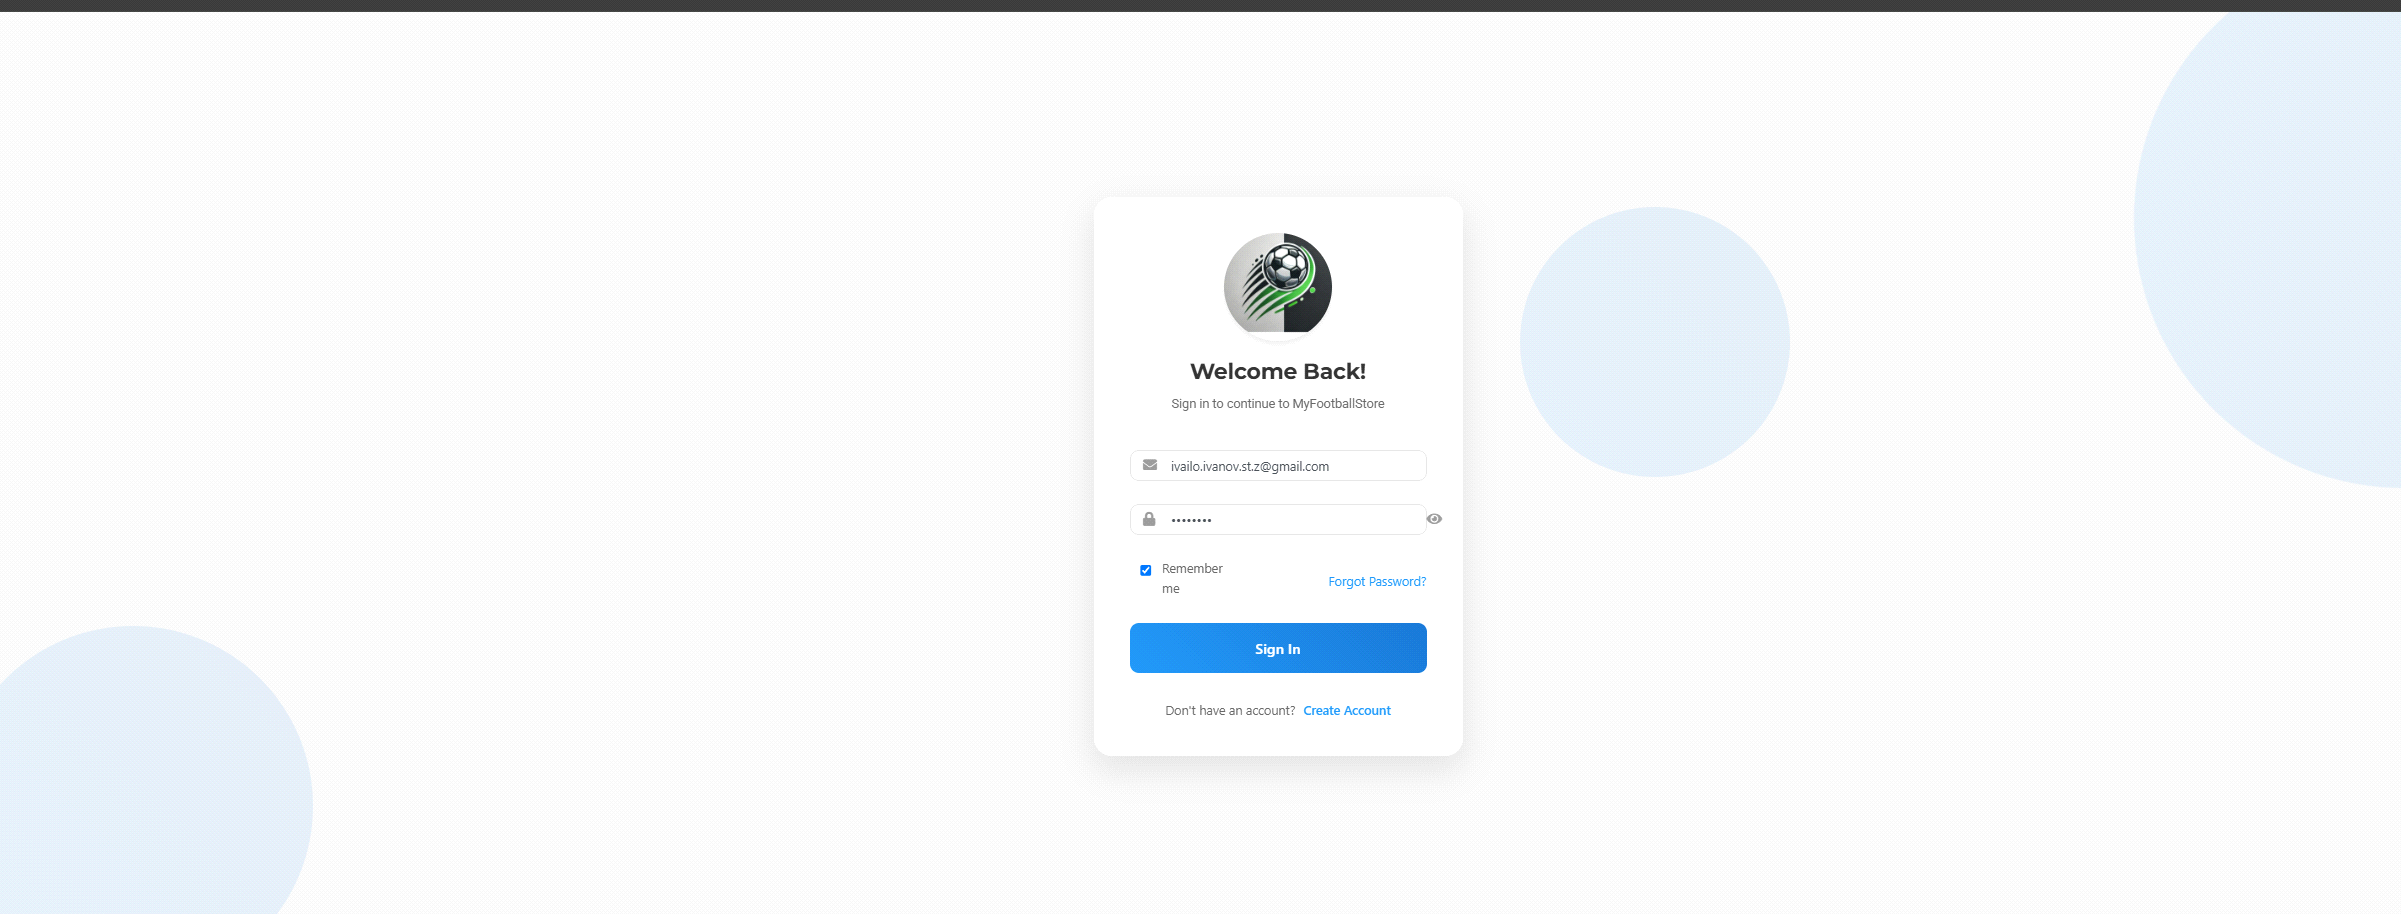 Welcome Back!
Sign in to continue to MyFootballStore
ivailo.ivanov.st.z@gmail.com
••••••••
Remember
me
Forgot Password?
Sign In
Don't have an account? Create Account